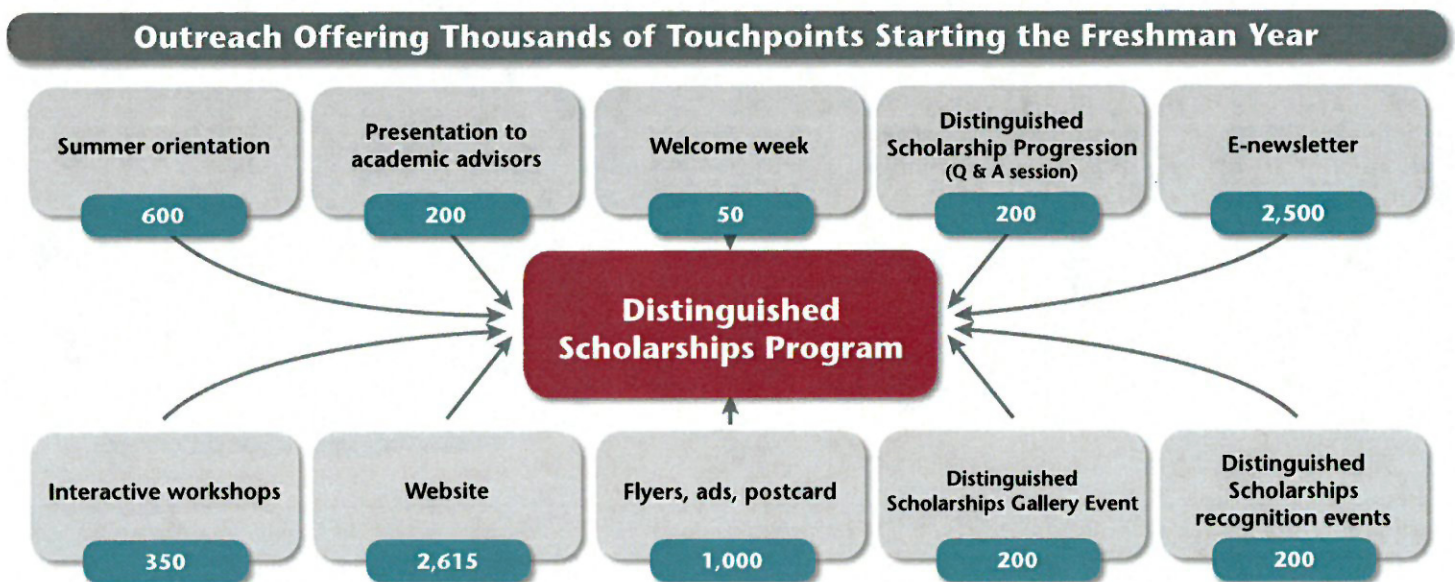 Outreach Offering Thousands of Touchpoints Starting the Freshman Year
Summer orientation
600
Presentation to
academic advisors
200
Welcome week
50
Distinguished
Scholarship Progression
(Q & A session)
200
E-newsletter
2,500
Distinguished
Scholarships Program
Interactive workshops
350
Website
2,615
Flyers, ads, postcard
1,000
Distinguished
Scholarships Gallery Event
200
Distinguished
Scholarships
recognition events
200